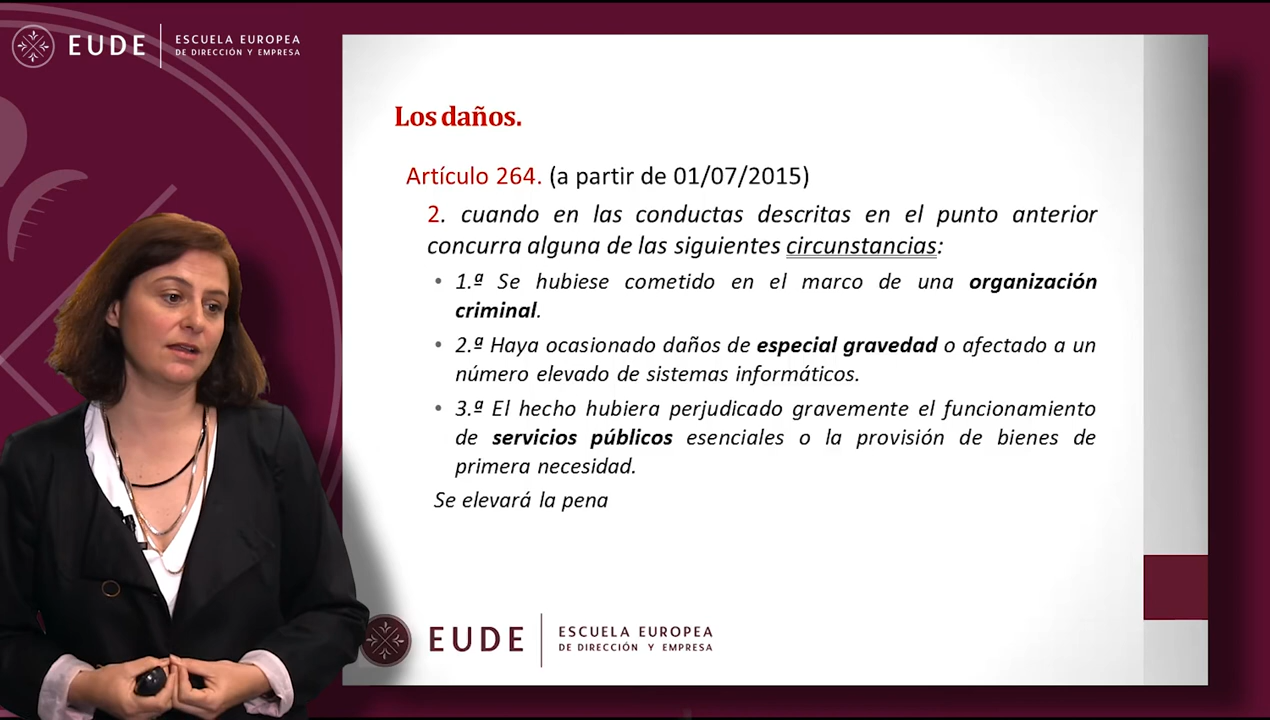 EUDE
ESCUELA EUROPEA
DE DIRECCIÓN Y EMPRESA
Los daños.
Artículo 264. (a partir de 01/07/2015)
2. cuando en las conductas descritas en el punto anterior
concurra alguna de las siguientes circunstancias:
• 1.ª Se hubiese cometido en el marco de una organización
criminal.
• 2.ª Haya ocasionado daños de especial gravedad o afectado a un
número elevado de sistemas informáticos.
• 3.ª El hecho hubiera perjudicado gravemente el funcionamiento
de servicios públicos esenciales o la provisión de bienes de
primera necesidad.
Se elevará la pena
EUDE
ESCUELA EUROPEA
DE DIRECCIÓN Y EMPRESA